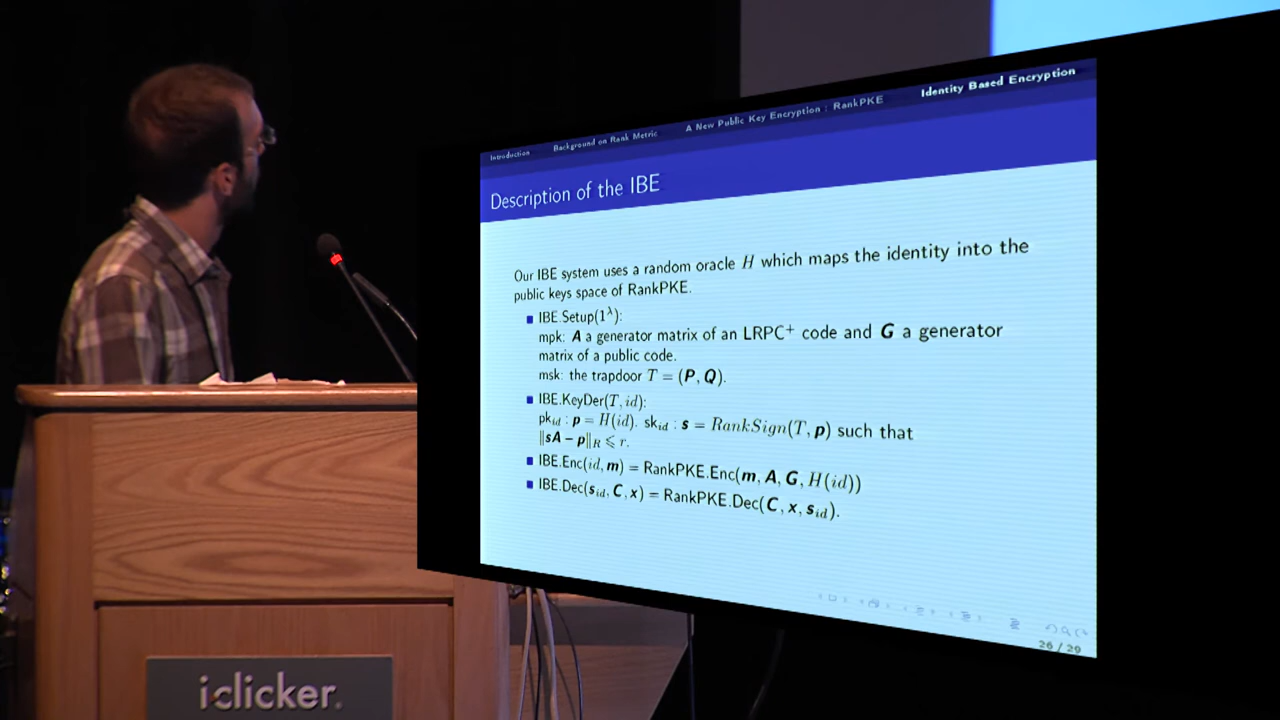 Introduction Background on Rank Metric A New Public Key Encryption : RankPKE Identity Based Encryption
Description of the IBE
Our IBE system uses a random oracle H which maps the identity into the
public keys space of RankPKE.
IBE.Setup(1^λ):
mpk: A a generator matrix of an LRPC⁺ code and G a generator
matrix of a public code.
msk: the trapdoor T = (P, Q).
IBE.KeyDer(T, id):
pk_id : p = H(id). sk_id : s = RankSign(T, p) such that
‖sA − p‖_R ⩽ r.
IBE.Enc(id, m) = RankPKE.Enc(m, A, G, H(id))
IBE.Dec(s_id, C, x) = RankPKE.Dec(C, x, s_id).
26 / 29
iclicker.